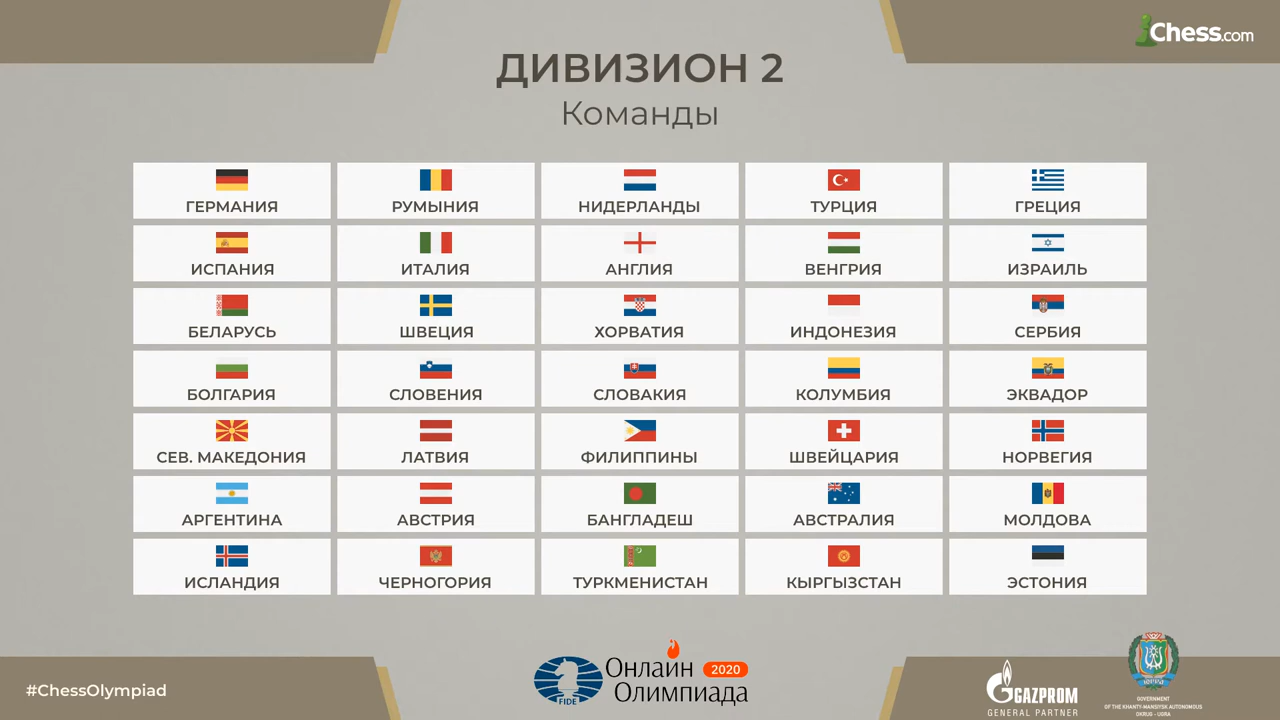 Chess.com
ДИВИЗИОН 2
Команды
ГЕРМАНИЯ
РУМЫНИЯ
НИДЕРЛАНДЫ
ТУРЦИЯ
ГРЕЦИЯ
ИСПАНИЯ
ИТАЛИЯ
АНГЛИЯ
ВЕНГРИЯ
ИЗРАИЛЬ
БЕЛАРУСЬ
ШВЕЦИЯ
ХОРВАТИЯ
ИНДОНЕЗИЯ
СЕРБИЯ
БОЛГАРИЯ
СЛОВЕНИЯ
СЛОВАКИЯ
КОЛУМБИЯ
ЭКВАДОР
СЕВ. МАКЕДОНИЯ
ЛАТВИЯ
ФИЛИППИНЫ
ШВЕЙЦАРИЯ
НОРВЕГИЯ
АРГЕНТИНА
АВСТРИЯ
БАНГЛАДЕШ
АВСТРАЛИЯ
МОЛДОВА
ИСЛАНДИЯ
ЧЕРНОГОРИЯ
ТУРКМЕНИСТАН
КЫРГЫЗСТАН
ЭСТОНИЯ
#ChessOlympiad
FIDE
Онлайн 2020
Олимпиада
GAZPROM
GENERAL PARTNER
GOVERNMENT
OF THE KHANTY-MANSIYSK AUTONOMOUS
OKRUG - UGRA